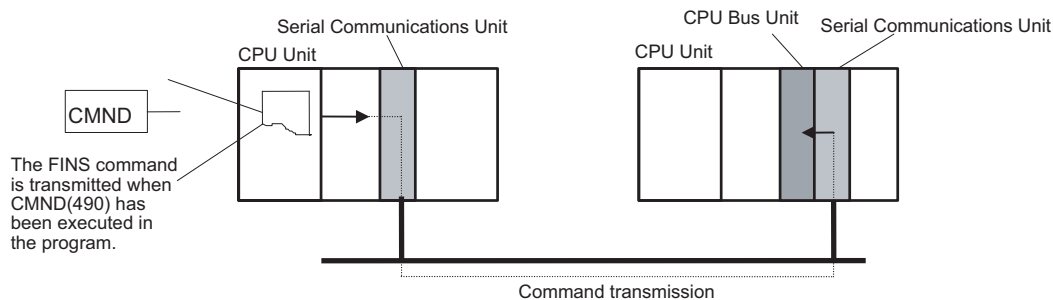 Serial Communications Unit
CPU Unit
CMND
The FINS command
is transmitted when
CMND(490) has
been executed in
the program.
CPU Bus Unit
Serial Communications Unit
CPU Unit
Command transmission